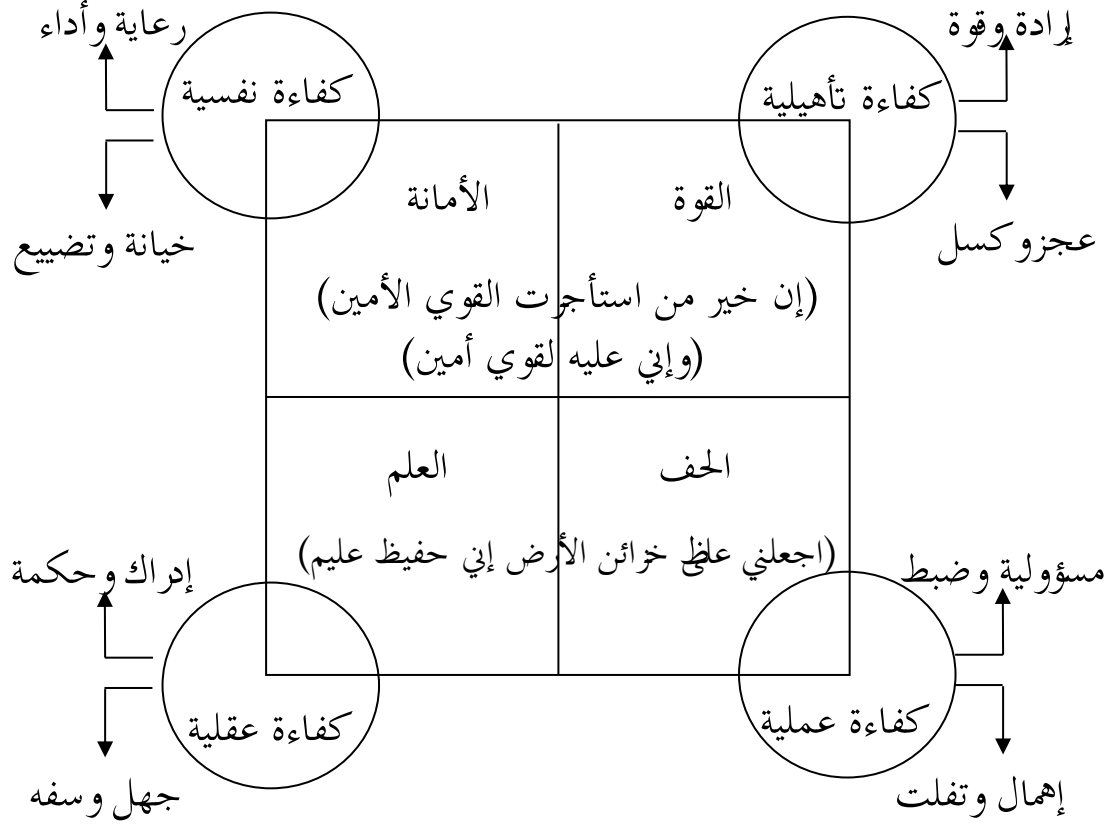 إرادة وقوة
رعاية وأداء
كفاءة تأهيلية
كفاءة نفسية
القوة
الأمانة
عجز وكسل
خيانة وتضييع
(إن خير من استأجرت القوي الأمين)
(وإني عليه لقوي أمين)
الحف
العلم
(اجعلني على خزائن الأرض إني حفيظ عليم)
ظ
مسؤولية وضبط
إدراك وحكمة
كفاءة عملية
كفاءة عقلية
إهمال وتفلت
جهل وسفه